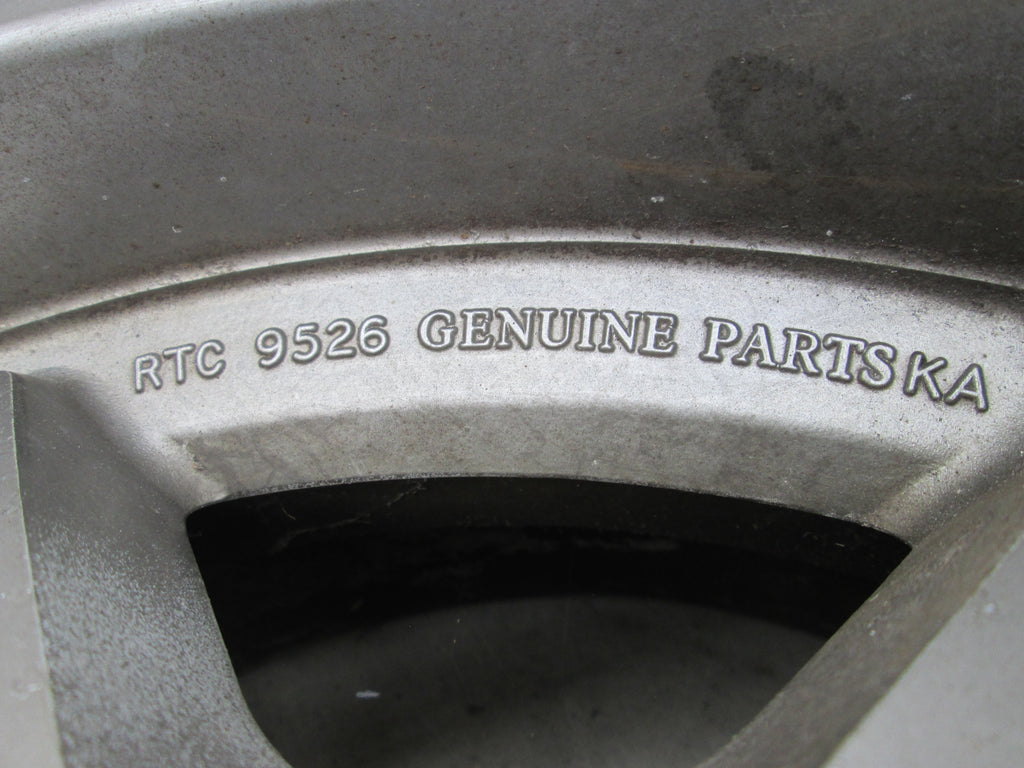 RTC 9526 GENUINE PARTS KA